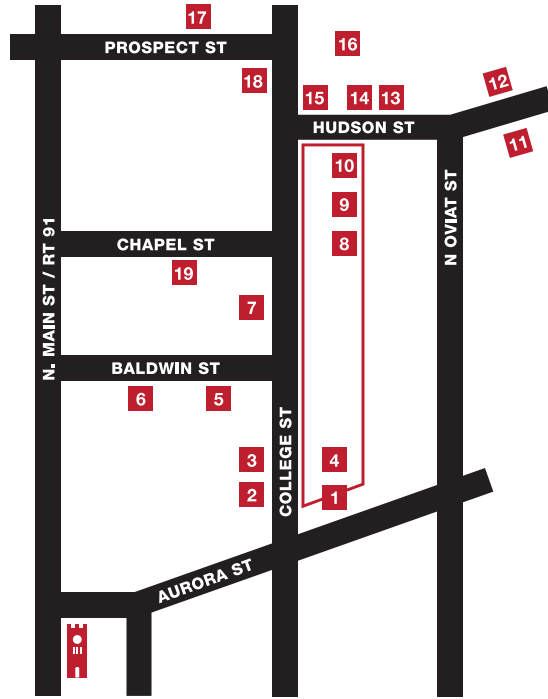 17
PROSPECT ST
16
18
15
14
13
12
HUDSON ST
11
10
9
N OVIAT ST
8
CHAPEL ST
19
N. MAIN ST / RT 91
7
BALDWIN ST
6
5
COLLEGE ST
3
4
2
1
AURORA ST